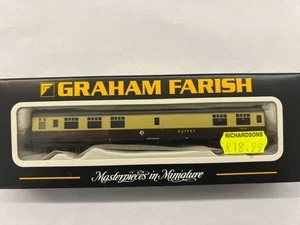 GRAHAM FARISH
BUFFET
RICHARDSONS
£18.99
Masterpieces in Miniature